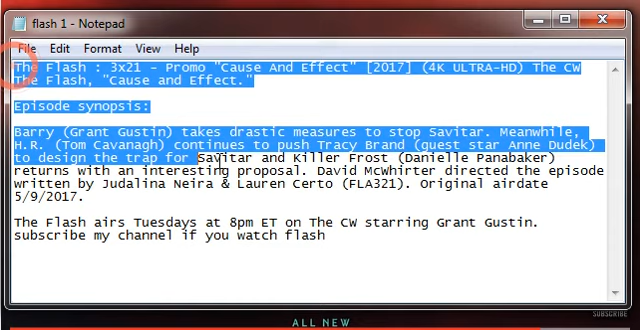 flash 1 - Notepad
File Edit Format View Help
The Flash : 3x21 - Promo "Cause And Effect" [2017] (4K ULTRA-HD) The CW
The Flash, "Cause and Effect."
Episode synopsis:
Barry (Grant Gustin) takes drastic measures to stop Savitar. Meanwhile,
H.R. (Tom Cavanagh) continues to push Tracy Brand (guest star Anne Dudek)
to design the trap for Savitar and Killer Frost (Danielle Panabaker)
returns with an interesting proposal. David McWhirter directed the episode
written by Judalina Neira & Lauren Certo (FLA321). Original airdate
5/9/2017.
The Flash airs Tuesdays at 8pm ET on The CW starring Grant Gustin.
subscribe my channel if you watch flash
SUBSCRIBE
ALL NEW